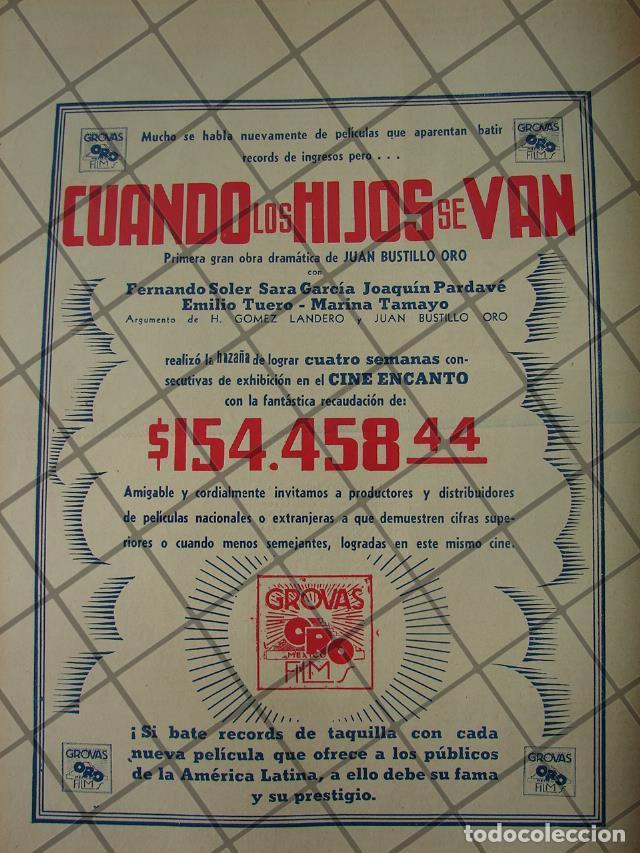 GROVAS
ORO
FILMS
GROVAS
ORO
FILMS
Mucho se habla nuevamente de películas que aparentan batir
records de ingresos pero . . .
CUANDO LOS HIJOS SE VAN
Primera gran obra dramática de JUAN BUSTILLO ORO
con
Fernando Soler Sara García Joaquín Pardavé
Emilio Tuero - Marina Tamayo
Argumento de H. GOMEZ LANDERO y JUAN BUSTILLO ORO
realizó la hazaña de lograr cuatro semanas con-
secutivas de exhibición en el CINE ENCANTO
con la fantástica recaudación de:
$154.458 44
Amigable y cordialmente invitamos a productores y distribuidores
de películas nacionales o extranjeras a que demuestren cifras supe-
riores o cuando menos semejantes, logradas en este mismo cine.
GROVAS
ORO
MEXICO
FILMS
¡Si bate records de taquilla con cada
nueva película que ofrece a los públicos
de la América Latina, a ello debe su fama
y su prestigio.
GROVAS
ORO
FILMS
GROVAS
ORO
FILMS
todocoleccion.net